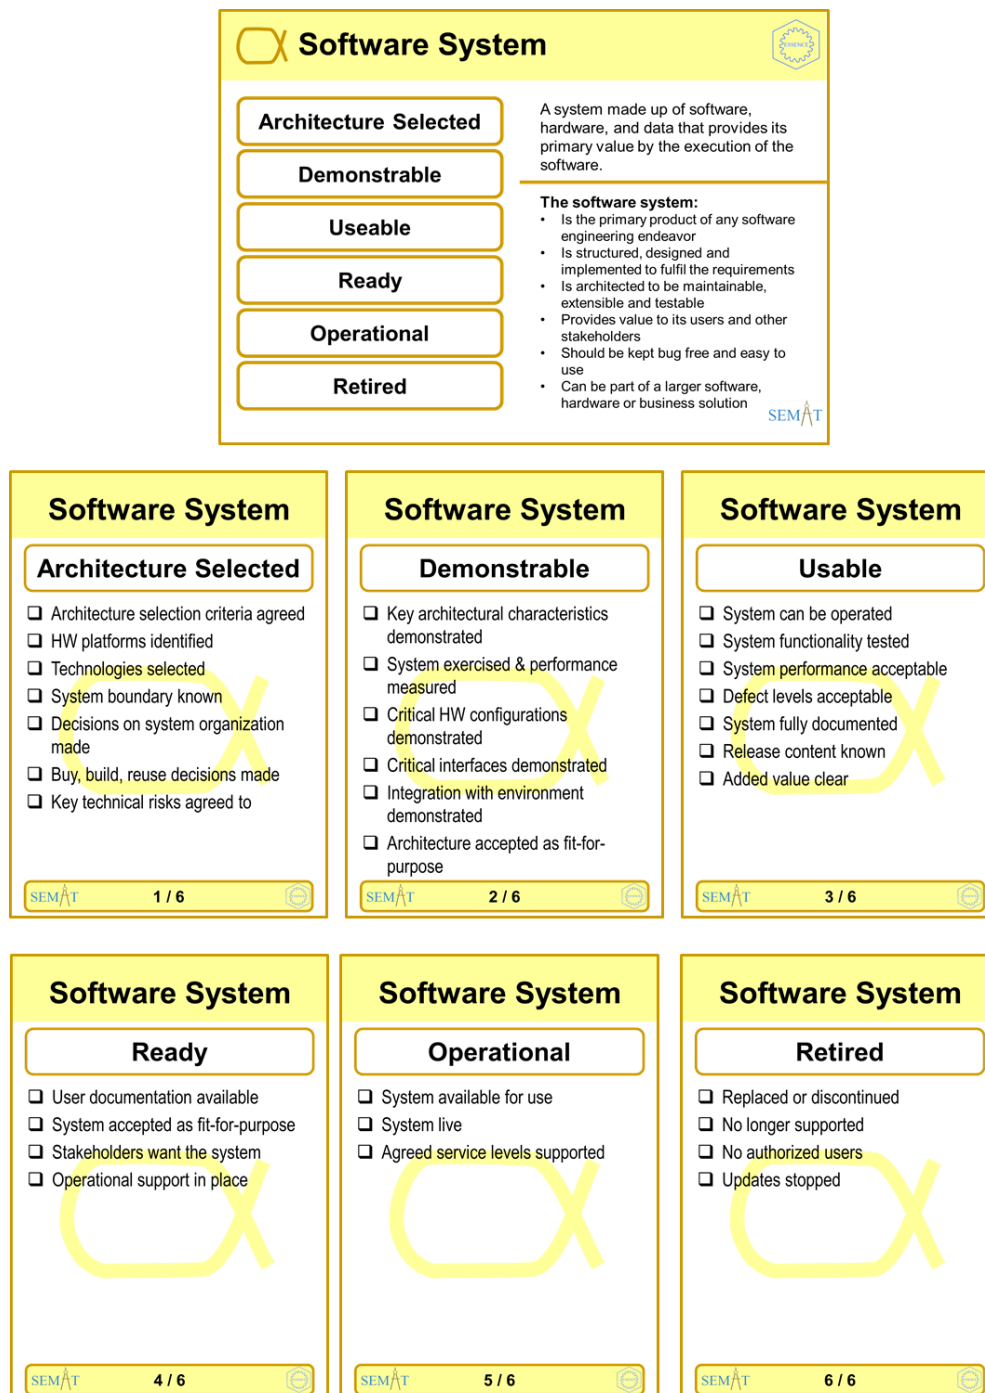 Software System
ESSENCE
Architecture Selected
Demonstrable
Useable
Ready
Operational
Retired
A system made up of software,
hardware, and data that provides its
primary value by the execution of the
software.
The software system:
• Is the primary product of any software
engineering endeavor
• Is structured, designed and
implemented to fulfil the requirements
• Is architected to be maintainable,
extensible and testable
• Provides value to its users and other
stakeholders
• Should be kept bug free and easy to
use
• Can be part of a larger software,
hardware or business solution
SEMAT
Software System
Architecture Selected
❑ Architecture selection criteria agreed
❑ HW platforms identified
❑ Technologies selected
❑ System boundary known
❑ Decisions on system organization
made
❑ Buy, build, reuse decisions made
❑ Key technical risks agreed to
SEMAT
1 / 6
Software System
Demonstrable
❑ Key architectural characteristics
demonstrated
❑ System exercised & performance
measured
❑ Critical HW configurations
demonstrated
❑ Critical interfaces demonstrated
❑ Integration with environment
demonstrated
❑ Architecture accepted as fit-for-
purpose
SEMAT
2 / 6
Software System
Usable
❑ System can be operated
❑ System functionality tested
❑ System performance acceptable
❑ Defect levels acceptable
❑ System fully documented
❑ Release content known
❑ Added value clear
SEMAT
3 / 6
Software System
Ready
❑ User documentation available
❑ System accepted as fit-for-purpose
❑ Stakeholders want the system
❑ Operational support in place
SEMAT
4 / 6
Software System
Operational
❑ System available for use
❑ System live
❑ Agreed service levels supported
SEMAT
5 / 6
Software System
Retired
❑ Replaced or discontinued
❑ No longer supported
❑ No authorized users
❑ Updates stopped
SEMAT
6 / 6